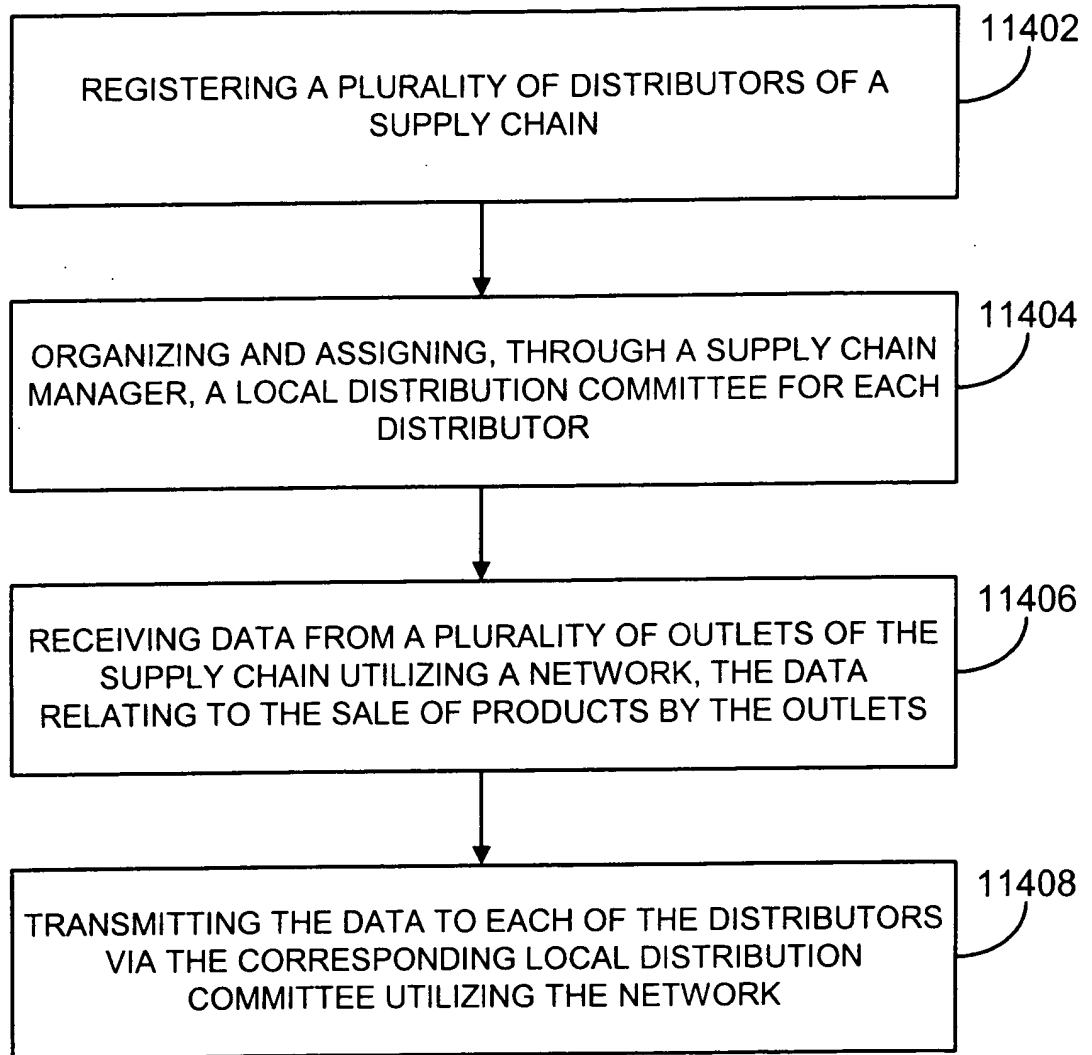 11402
REGISTERING A PLURALITY OF DISTRIBUTORS OF A
SUPPLY CHAIN
11404
ORGANIZING AND ASSIGNING, THROUGH A SUPPLY CHAIN
MANAGER, A LOCAL DISTRIBUTION COMMITTEE FOR EACH
DISTRIBUTOR
11406
RECEIVING DATA FROM A PLURALITY OF OUTLETS OF THE
SUPPLY CHAIN UTILIZING A NETWORK, THE DATA
RELATING TO THE SALE OF PRODUCTS BY THE OUTLETS
11408
TRANSMITTING THE DATA TO EACH OF THE DISTRIBUTORS
VIA THE CORRESPONDING LOCAL DISTRIBUTION
COMMITTEE UTILIZING THE NETWORK